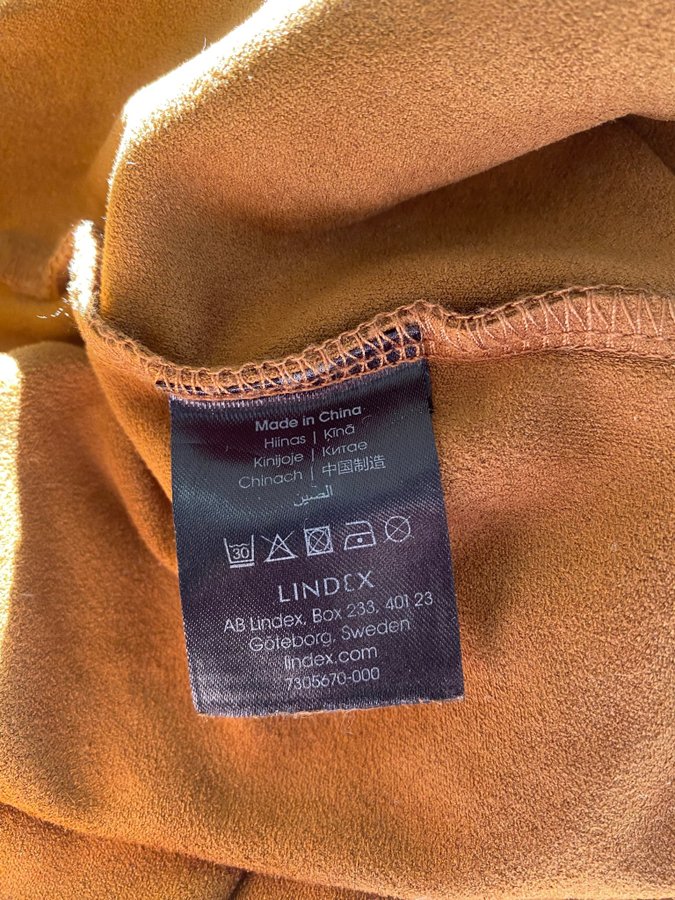 Made in China
Hiinas | Ķīnā
Kinijoje | Китае
Chinach | 中国制造
الصين
30
LINDEX
AB Lindex, Box 233, 401 23
Göteborg, Sweden
lindex.com
7305670-000